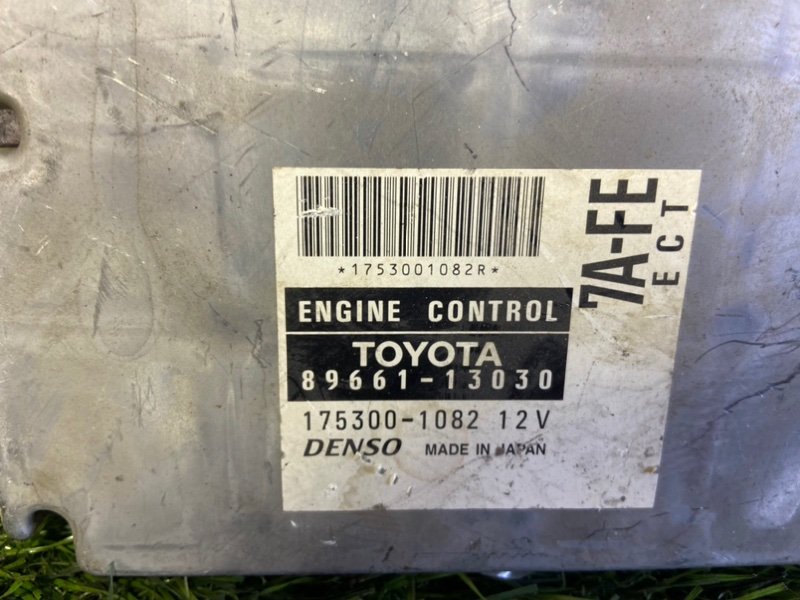 *1753001082R*
ENGINE CONTROL
TOYOTA
89661-13030
175300-1082 12V
DENSO MADE IN JAPAN
7A-FE
ECT